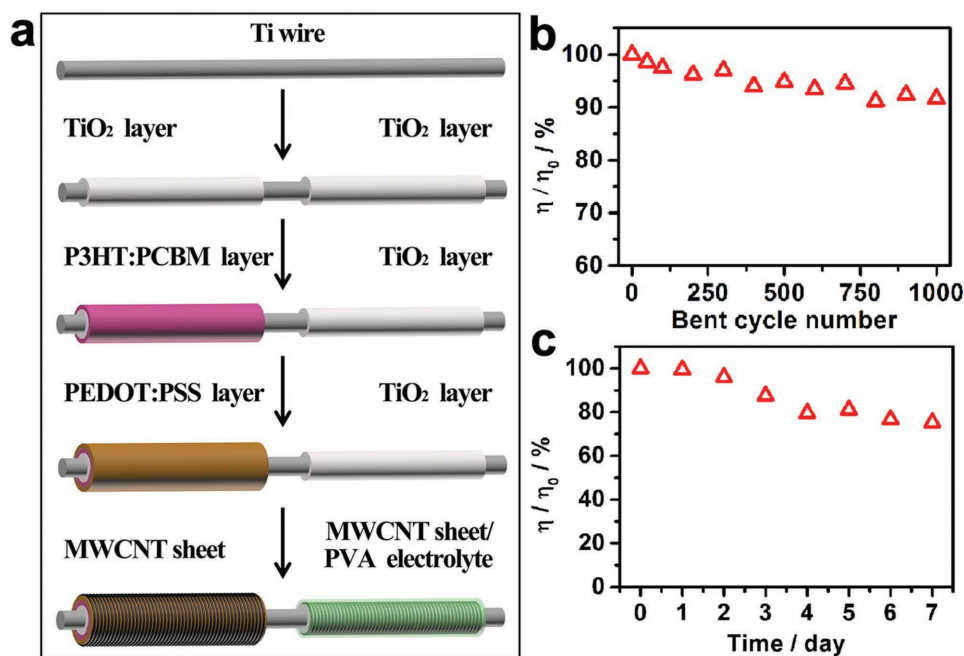 a
Ti wire
TiO₂ layer
TiO₂ layer
P3HT:PCBM layer
TiO₂ layer
PEDOT:PSS layer
TiO₂ layer
MWCNT sheet
MWCNT sheet/
PVA electrolyte
b
η / η₀ / %
100
90
80
70
60
0 250 500 750 1000
Bent cycle number
c
η / η₀ / %
100
80
60
40
20
0
0 1 2 3 4 5 6 7
Time / day